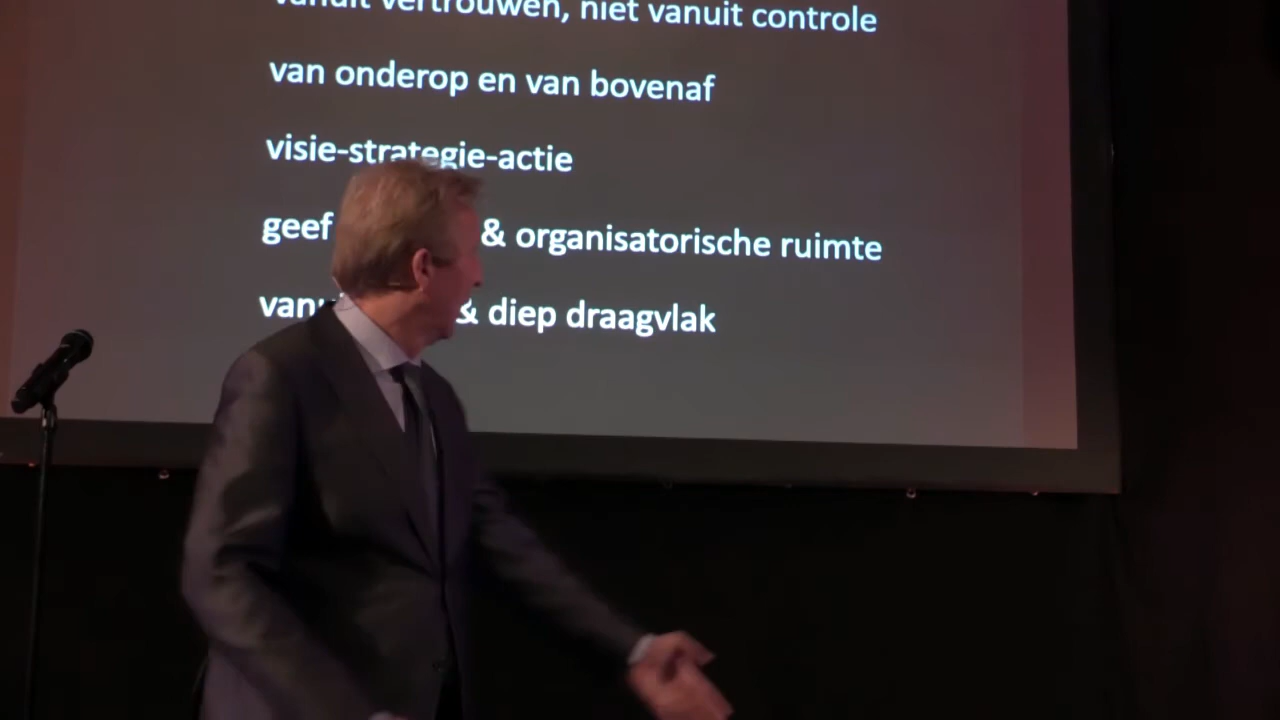 vanuit vertrouwen, niet vanuit controle
van onderop en van bovenaf
visie-strategie-actie
geef & organisatorische ruimte
& diep draagvlak